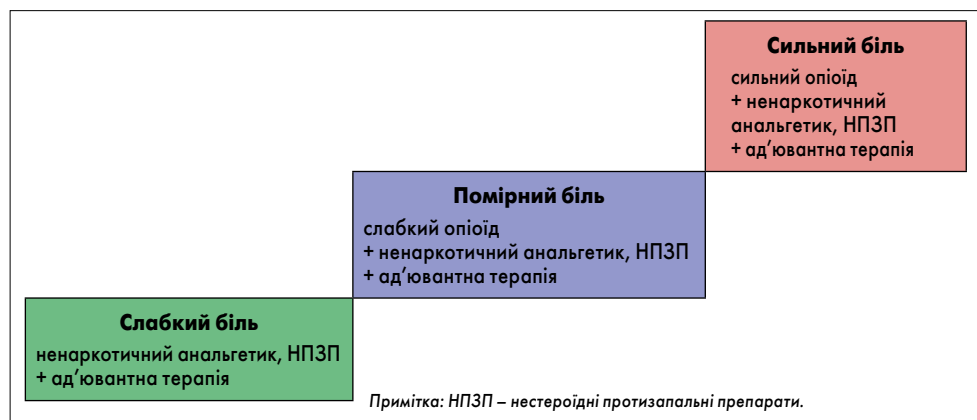 Сильний біль
сильний опіоїд
+ ненаркотичний
анальгетик, НПЗП
+ ад’ювантна терапія
Помірний біль
слабкий опіоїд
+ ненаркотичний анальгетик, НПЗП
+ ад’ювантна терапія
Слабкий біль
ненаркотичний анальгетик, НПЗП
+ ад’ювантна терапія
Примітка: НПЗП – нестероїдні протизапальні препарати.